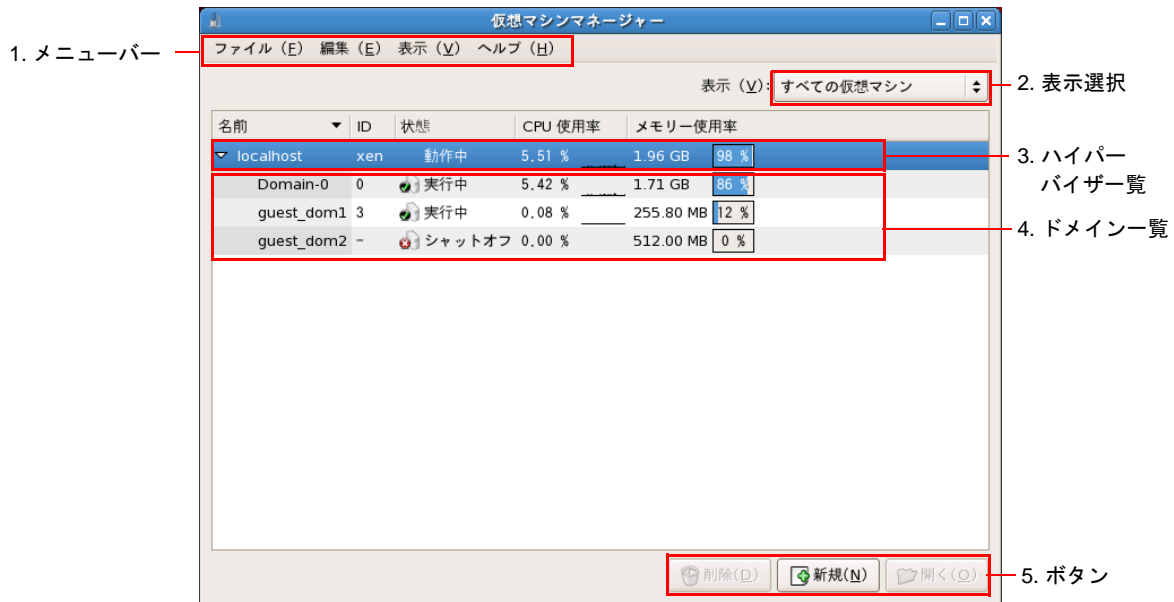 仮想マシンマネージャー
1. メニューバー
ファイル (F) 編集 (E) 表示 (V) ヘルプ (H)
表示 (V): すべての仮想マシン
2. 表示選択
名前 ID 状態 CPU 使用率 メモリー使用率
localhost xen 動作中 5.51 % 1.96 GB 98 %
3. ハイパー
バイザ一覧
Domain-0 0 実行中 5.42 % 1.71 GB 86 %
guest_dom1 3 実行中 0.08 % 255.80 MB 12 %
guest_dom2 - シャットオフ 0.00 % 512.00 MB 0 %
4. ドメイン一覧
削除(D) 新規(N) 開く(O)
5. ボタン